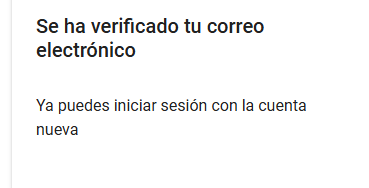 Se ha verificado tu correo
electrónico
Ya puedes iniciar sesión con la cuenta
nueva